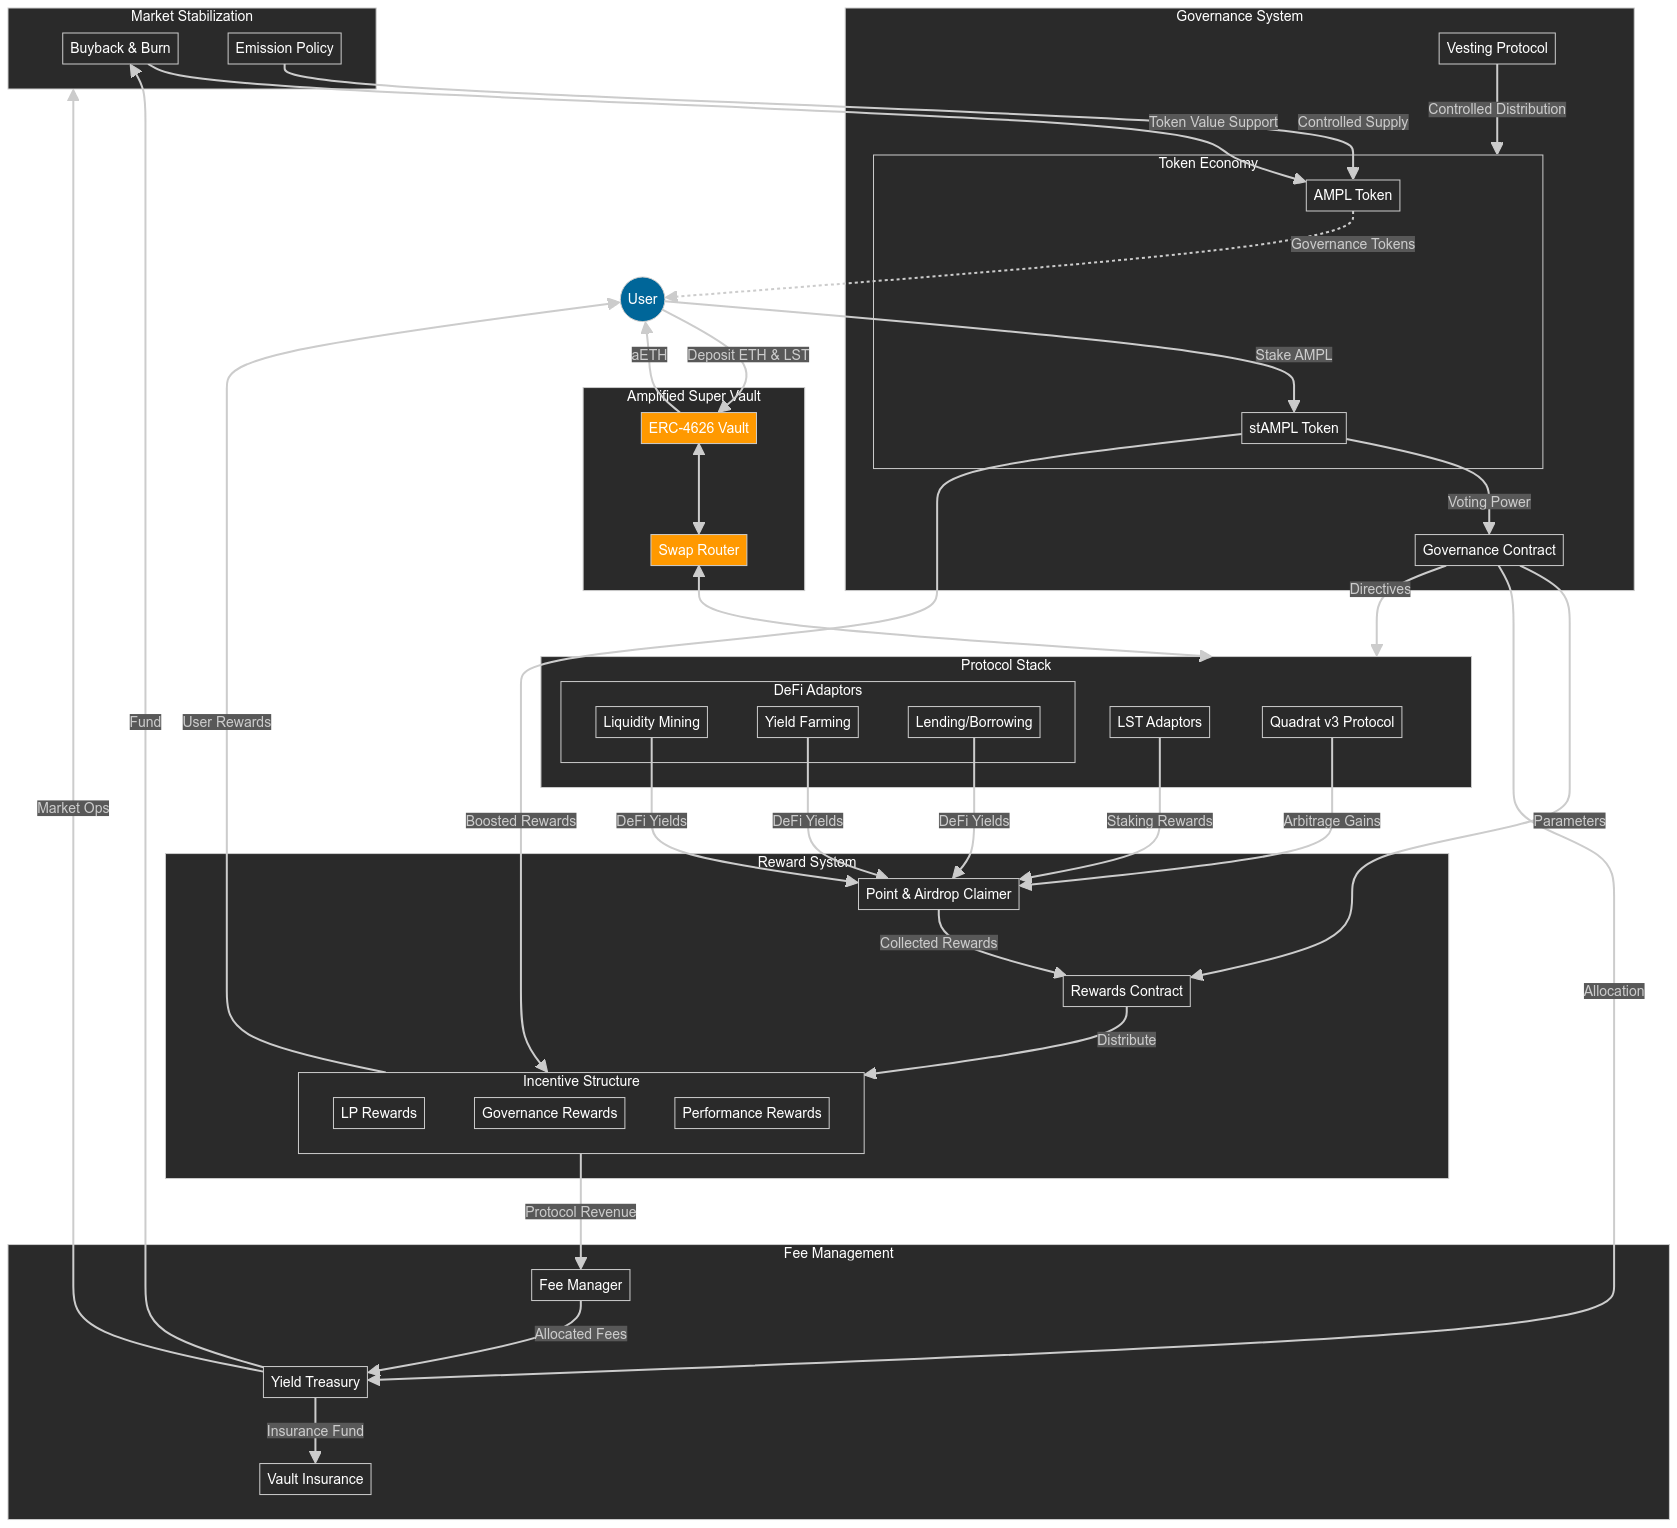 Market Stabilization
Governance System
Buyback & Burn
Emission Policy
Vesting Protocol
Controlled Distribution
Token Value Support
Controlled Supply
Token Economy
AMPL Token
Governance Tokens
User
aETH
Deposit ETH & LST
Stake AMPL
Amplified Super Vault
ERC-4626 Vault
stAMPL Token
Voting Power
Swap Router
Governance Contract
Directives
Protocol Stack
DeFi Adaptors
Liquidity Mining
Yield Farming
Lending/Borrowing
LST Adaptors
Quadrat v3 Protocol
Fund
User Rewards
Market Ops
Boosted Rewards
DeFi Yields
DeFi Yields
DeFi Yields
Staking Rewards
Arbitrage Gains
Parameters
Reward System
Point & Airdrop Claimer
Collected Rewards
Rewards Contract
Allocation
Distribute
Incentive Structure
LP Rewards
Governance Rewards
Performance Rewards
Protocol Revenue
Fee Management
Fee Manager
Allocated Fees
Yield Treasury
Insurance Fund
Vault Insurance